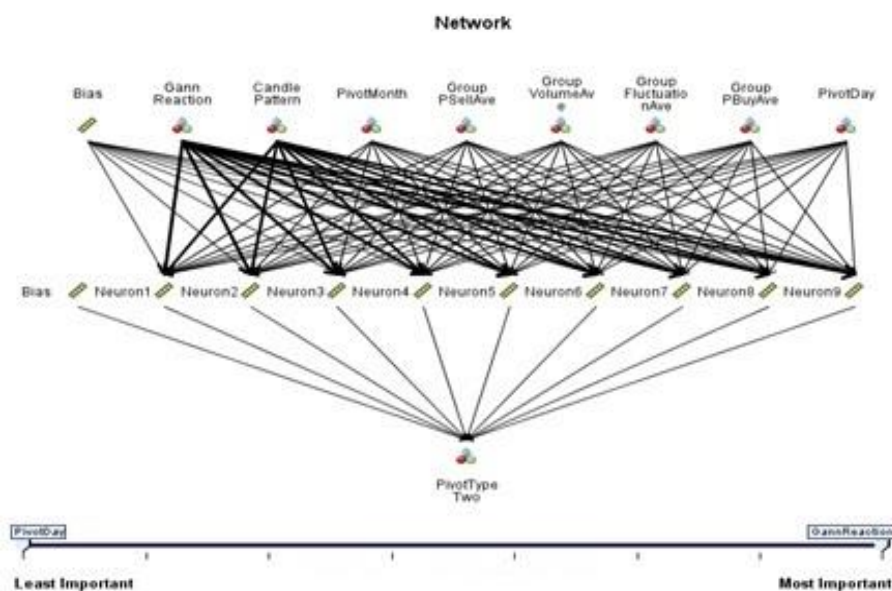 Network
Bias
Gann
Reaction
Candle
Pattern
PivotMonth
Group
PSellAve
Group
VolumeAv
e
Group
Fluctuatio
nAve
Group
PBuyAve
PivotDay
Bias Neuron1 Neuron2 Neuron3 Neuron4 Neuron5 Neuron6 Neuron7 Neuron8 Neuron9
PivotType
Two
PivotDay GannReaction
Least Important Most Important